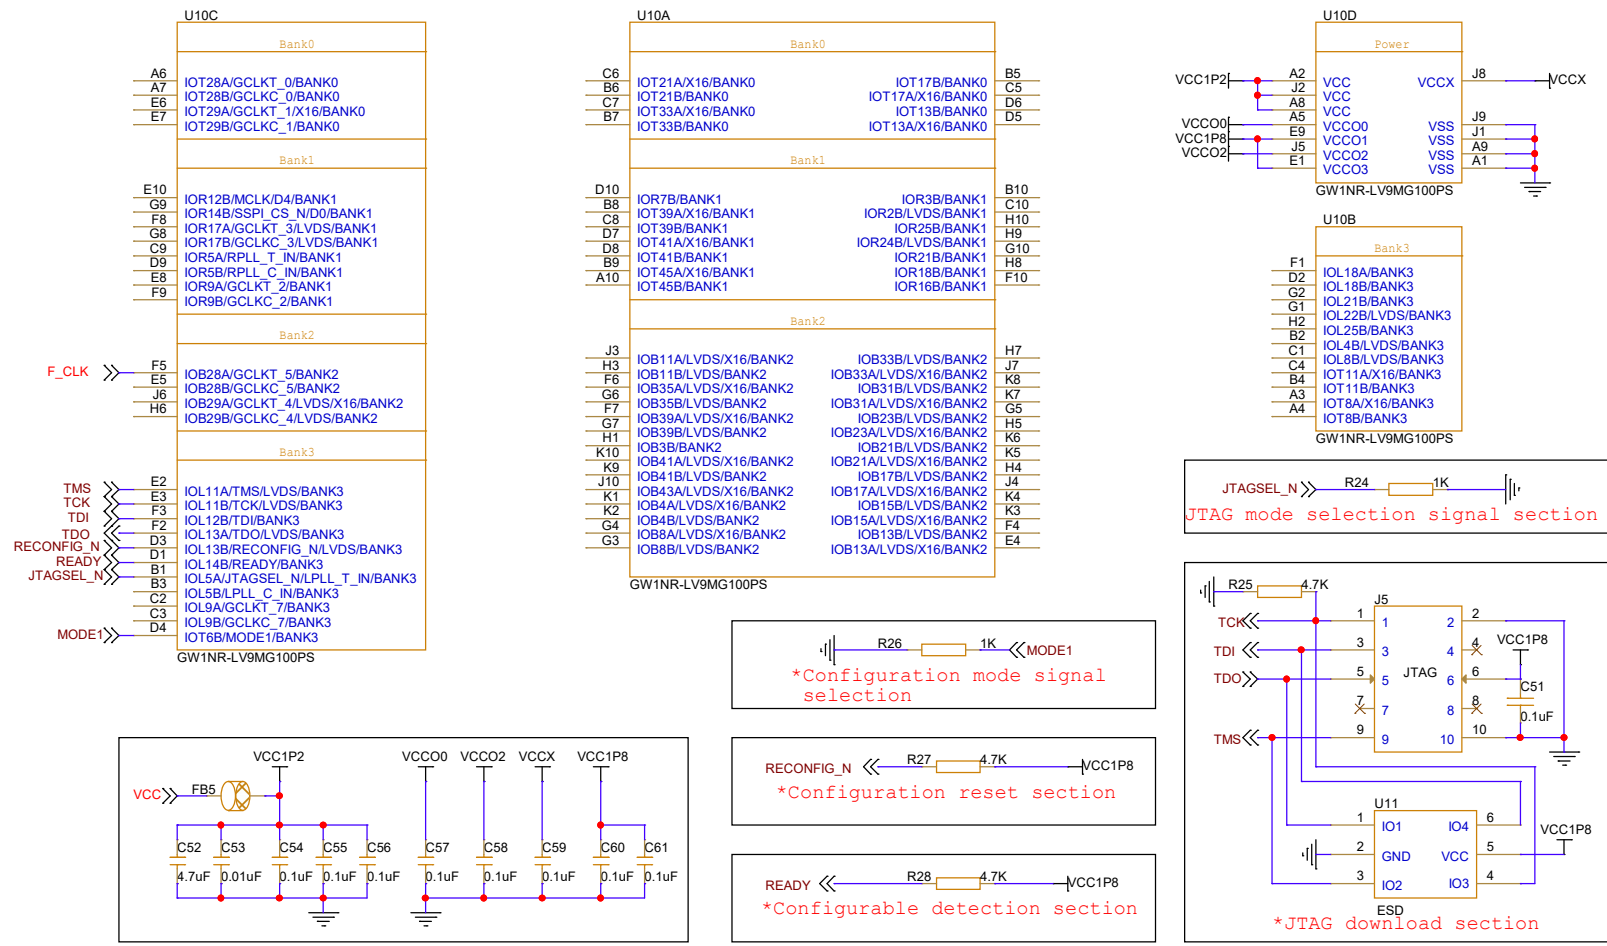 U10C
Bank0
A6 IOT28A/GCLKT_0/BANK0
A7 IOT28B/GCLKC_0/BANK0
E6 IOT29A/GCLKT_1/X16/BANK0
E7 IOT29B/GCLKC_1/BANK0
Bank1
E10 IOR12B/MCLK/D4/BANK1
G9 IOR14B/SSPI_CS_N/D0/BANK1
F8 IOR17A/GCLKT_3/LVDS/BANK1
G8 IOR17B/GCLKC_3/LVDS/BANK1
C9 IOR5A/RPLL_T_IN/BANK1
D9 IOR5B/RPLL_C_IN/BANK1
E8 IOR9A/GCLKT_2/BANK1
F9 IOR9B/GCLKC_2/BANK1
Bank2
F_CLK F5 IOB28A/GCLKT_5/BANK2
E5 IOB28B/GCLKC_5/BANK2
J6 IOB29A/GCLKT_4/LVDS/X16/BANK2
H6 IOB29B/GCLKC_4/LVDS/BANK2
Bank3
TMS E2 IOL11A/TMS/LVDS/BANK3
TCK E3 IOL11B/TCK/LVDS/BANK3
TDI F3 IOL12B/TDI/BANK3
TDO F2 IOL13A/TDO/LVDS/BANK3
RECONFIG_N D3 IOL13B/RECONFIG_N/LVDS/BANK3
READY D1 IOL14B/READY/BANK3
JTAGSEL_N B1 IOL5A/JTAGSEL_N/LPLL_T_IN/BANK3
B3 IOL5B/LPLL_C_IN/BANK3
C2 IOL9A/GCLKT_7/BANK3
C3 IOL9B/GCLKC_7/BANK3
MODE1 D4 IOT6B/MODE1/BANK3
GW1NR-LV9MG100PS
U10A
Bank0
C6 IOT21A/X16/BANK0 IOT17B/BANK0 B5
B6 IOT21B/BANK0 IOT17A/X16/BANK0 C5
C7 IOT33A/X16/BANK0 IOT13B/BANK0 D6
B7 IOT33B/BANK0 IOT13A/X16/BANK0 D5
Bank1
D10 IOR7B/BANK1 IOR3B/BANK1 B10
B8 IOT39A/X16/BANK1 IOR2B/LVDS/BANK1 C10
C8 IOT39B/BANK1 IOR25B/BANK1 H10
D7 IOT41A/X16/BANK1 IOR24B/LVDS/BANK1 H9
D8 IOT41B/BANK1 IOR21B/BANK1 G10
B9 IOT45A/X16/BANK1 IOR18B/BANK1 H8
A10 IOT45B/BANK1 IOR16B/BANK1 F10
Bank2
J3 IOB11A/LVDS/X16/BANK2 IOB33B/LVDS/BANK2 H7
H3 IOB11B/LVDS/BANK2 IOB33A/LVDS/X16/BANK2 J7
F6 IOB35A/LVDS/X16/BANK2 IOB31B/LVDS/BANK2 K8
G6 IOB35B/LVDS/BANK2 IOB31A/LVDS/X16/BANK2 K7
F7 IOB39A/LVDS/X16/BANK2 IOB23B/LVDS/BANK2 G5
G7 IOB39B/LVDS/BANK2 IOB23A/LVDS/X16/BANK2 H5
H1 IOB3B/BANK2 IOB21B/LVDS/BANK2 K6
K10 IOB41A/LVDS/X16/BANK2 IOB21A/LVDS/X16/BANK2 K5
K9 IOB41B/LVDS/BANK2 IOB17B/LVDS/BANK2 H4
J10 IOB43A/LVDS/X16/BANK2 IOB17A/LVDS/X16/BANK2 J4
K1 IOB4A/LVDS/X16/BANK2 IOB15B/LVDS/BANK2 K4
K2 IOB4B/LVDS/BANK2 IOB15A/LVDS/X16/BANK2 K3
G4 IOB8A/LVDS/X16/BANK2 IOB13B/LVDS/BANK2 F4
G3 IOB8B/LVDS/BANK2 IOB13A/LVDS/X16/BANK2 E4
GW1NR-LV9MG100PS
U10D
Power
VCC1P2 A2 VCC VCCX J8 VCCX
J2 VCC
A8 VCC
VCCO0 A5 VCCO0 VSS J9
VCC1P8 E9 VCCO1 VSS J1
VCCO2 J5 VCCO2 VSS A9
E1 VCCO3 VSS A1
GW1NR-LV9MG100PS
U10B
Bank3
F1 IOL18A/BANK3
D2 IOL18B/BANK3
G2 IOL21B/BANK3
G1 IOL22B/LVDS/BANK3
H2 IOL25B/BANK3
B2 IOL4B/LVDS/BANK3
C1 IOL8B/LVDS/BANK3
C4 IOT11A/X16/BANK3
B4 IOT11B/BANK3
A3 IOT8A/X16/BANK3
A4 IOT8B/BANK3
GW1NR-LV9MG100PS
JTAGSEL_N R24 1K
JTAG mode selection signal section
R25 4.7K
J5
TCK 1 1 2 2 VCC1P8
TDI 3 3 4 4
TDO 5 5 JTAG 6 6
C51
7 7 8 8 0.1uF
TMS 9 9 10 10
U11
1 IO1 IO4 6 VCC1P8
2 GND VCC 5
3 IO2 IO3 4
ESD
*JTAG download section
R26 1K MODE1
*Configuration mode signal
selection
RECONFIG_N R27 4.7K VCC1P8
*Configuration reset section
READY R28 4.7K VCC1P8
*Configurable detection section
VCC1P2 VCCO0 VCCO2 VCCX VCC1P8
VCC FB5
C52 C53 C54 C55 C56 C57 C58 C59 C60 C61
4.7uF 0.01uF 0.1uF 0.1uF 0.1uF 0.1uF 0.1uF 0.1uF 0.1uF 0.1uF